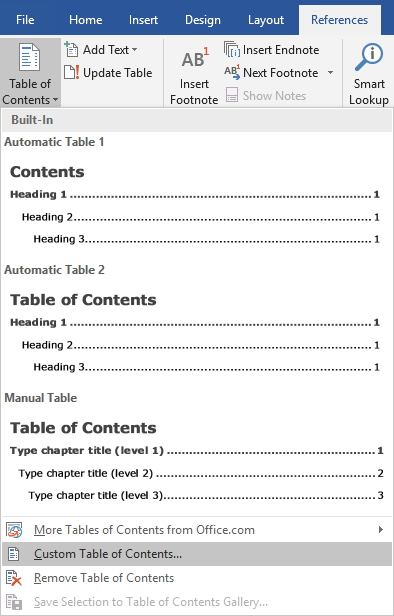 File Home Insert Design Layout References
Table of Contents
Add Text
Update Table
AB1
Insert Footnote
Insert Endnote
AB1 Next Footnote
Show Notes
Smart Lookup
Built-In
Automatic Table 1
Contents
Heading 1 ........................................................................ 1
Heading 2 ........................................................................ 1
Heading 3 ........................................................................ 1
Automatic Table 2
Table of Contents
Heading 1 ........................................................................ 1
Heading 2 ........................................................................ 1
Heading 3 ........................................................................ 1
Manual Table
Table of Contents
Type chapter title (level 1) ........................................................ 1
Type chapter title (level 2) ........................................................ 2
Type chapter title (level 3) ........................................................ 3
More Tables of Contents from Office.com
Custom Table of Contents...
Remove Table of Contents
Save Selection to Table of Contents Gallery...